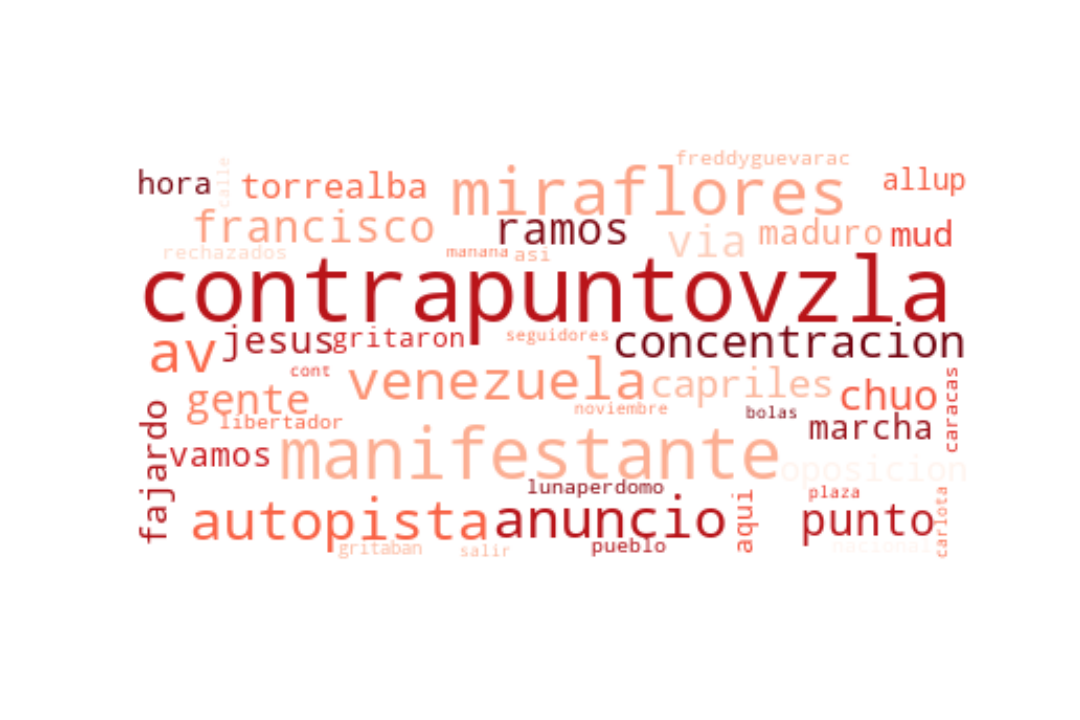 freddyguevarac
hora calle torrealba miraflores allup
francisco ramos via maduro mud
rechazados manana asi
contrapuntovzla
av jesus gritaron seguidores concentracion
cont venezuela capriles chuo caracas
gente noviembre bolas
fajardo libertador marcha
vamos manifestante oposicion
lunaperdomo plaza
autopista anuncio aqui punto carlota
gritaban salir pueblo nacional